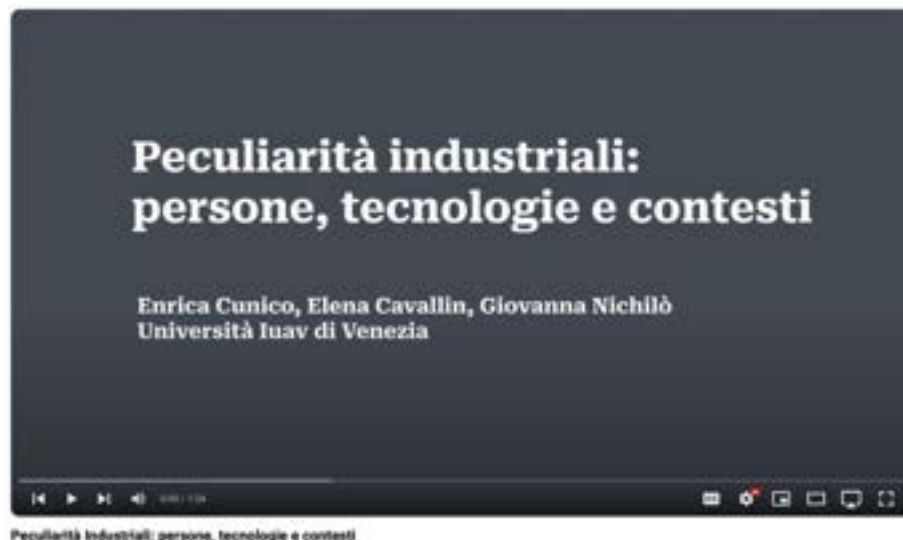 Peculiarità industriali:
persone, tecnologie e contesti
Enrica Cunico, Elena Cavallin, Giovanna Nichilò
Università Iuav di Venezia
Peculiarità Industriali: persone, tecnologie e contesti